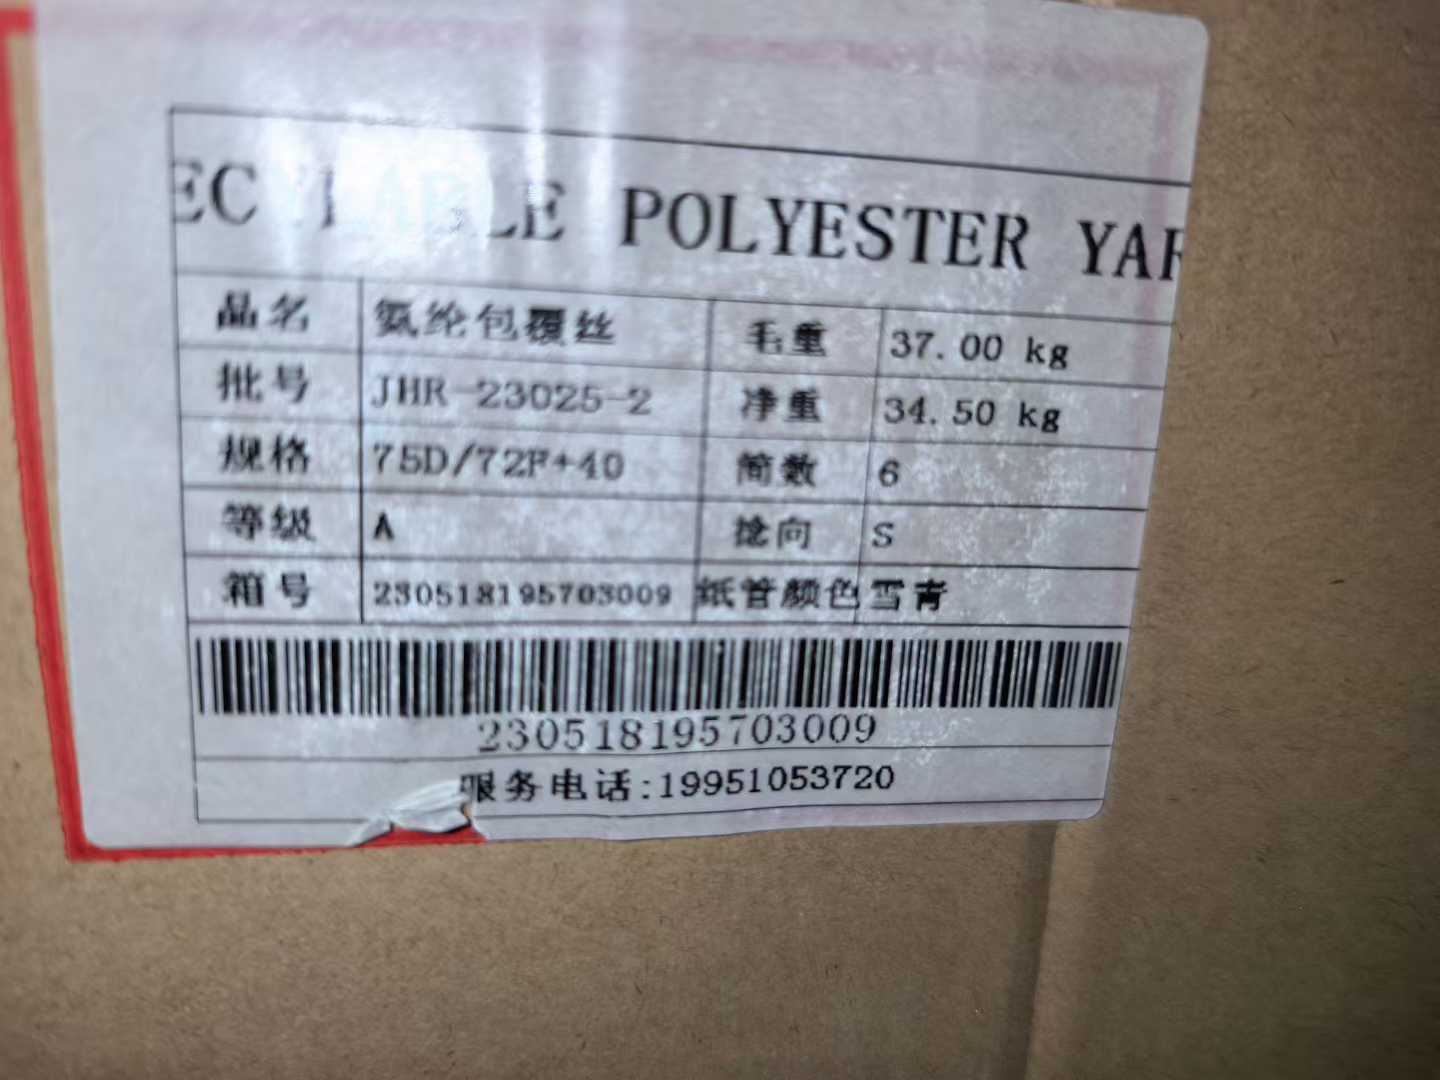 POLYESTER YAR
品名 氨纶包覆丝 毛重 37.00 kg
批号 JHR-23025-2 净重 34.50 kg
规格 75D/72F+40 筒数 6
等级 A 捻向 S
箱号 230518195703009 纸管颜色 雪青
230518195703009
服务电话:19951053720